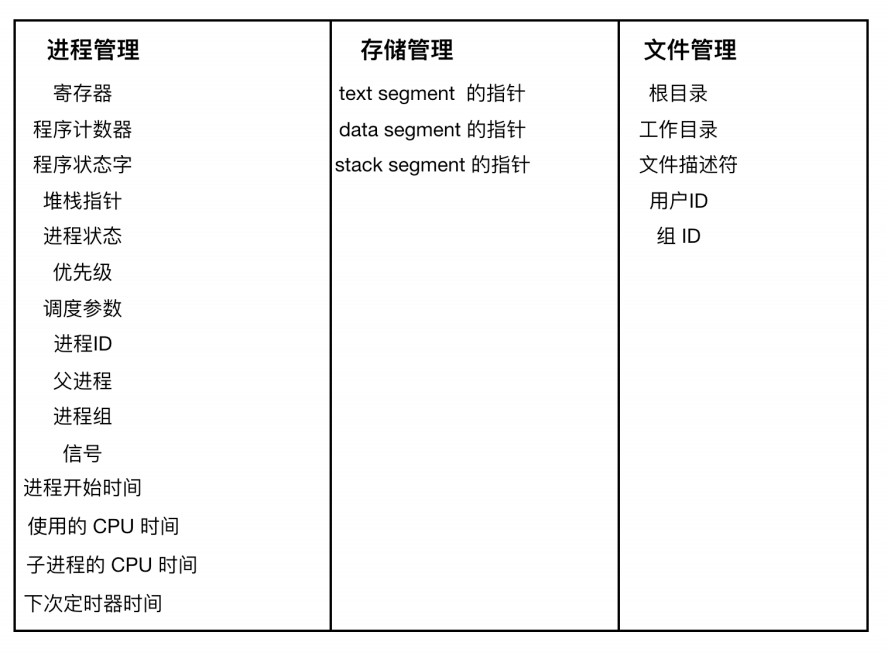 进程管理
寄存器
程序计数器
程序状态字
堆栈指针
进程状态
优先级
调度参数
进程ID
父进程
进程组
信号
进程开始时间
使用的 CPU 时间
子进程的 CPU 时间
下次定时器时间
存储管理
text segment 的指针
data segment 的指针
stack segment 的指针
文件管理
根目录
工作目录
文件描述符
用户ID
组 ID